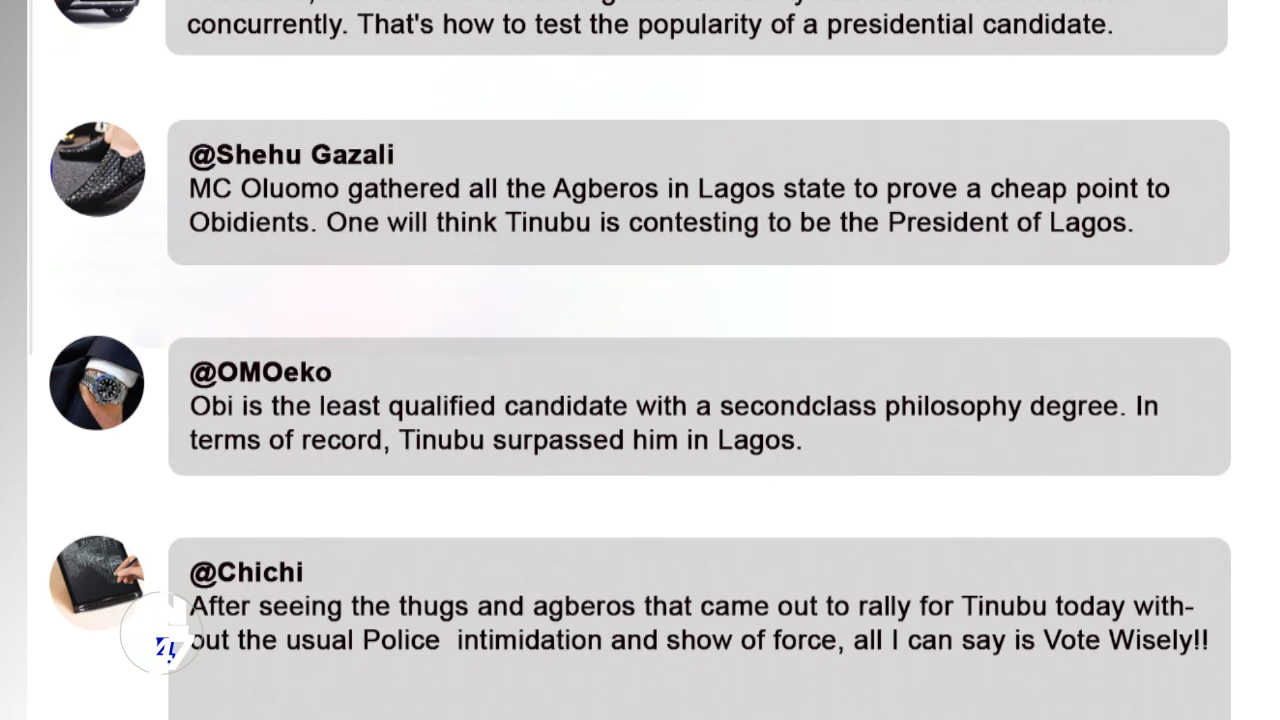 concurrently. That's how to test the popularity of a presidential candidate.
@Shehu Gazali
MC Oluomo gathered all the Agberos in Lagos state to prove a cheap point to
Obidients. One will think Tinubu is contesting to be the President of Lagos.
@OMOeko
Obi is the least qualified candidate with a secondclass philosophy degree. In
terms of record, Tinubu surpassed him in Lagos.
@Chichi
After seeing the thugs and agberos that came out to rally for Tinubu today with-
out the usual Police  intimidation and show of force, all I can say is Vote Wisely!!